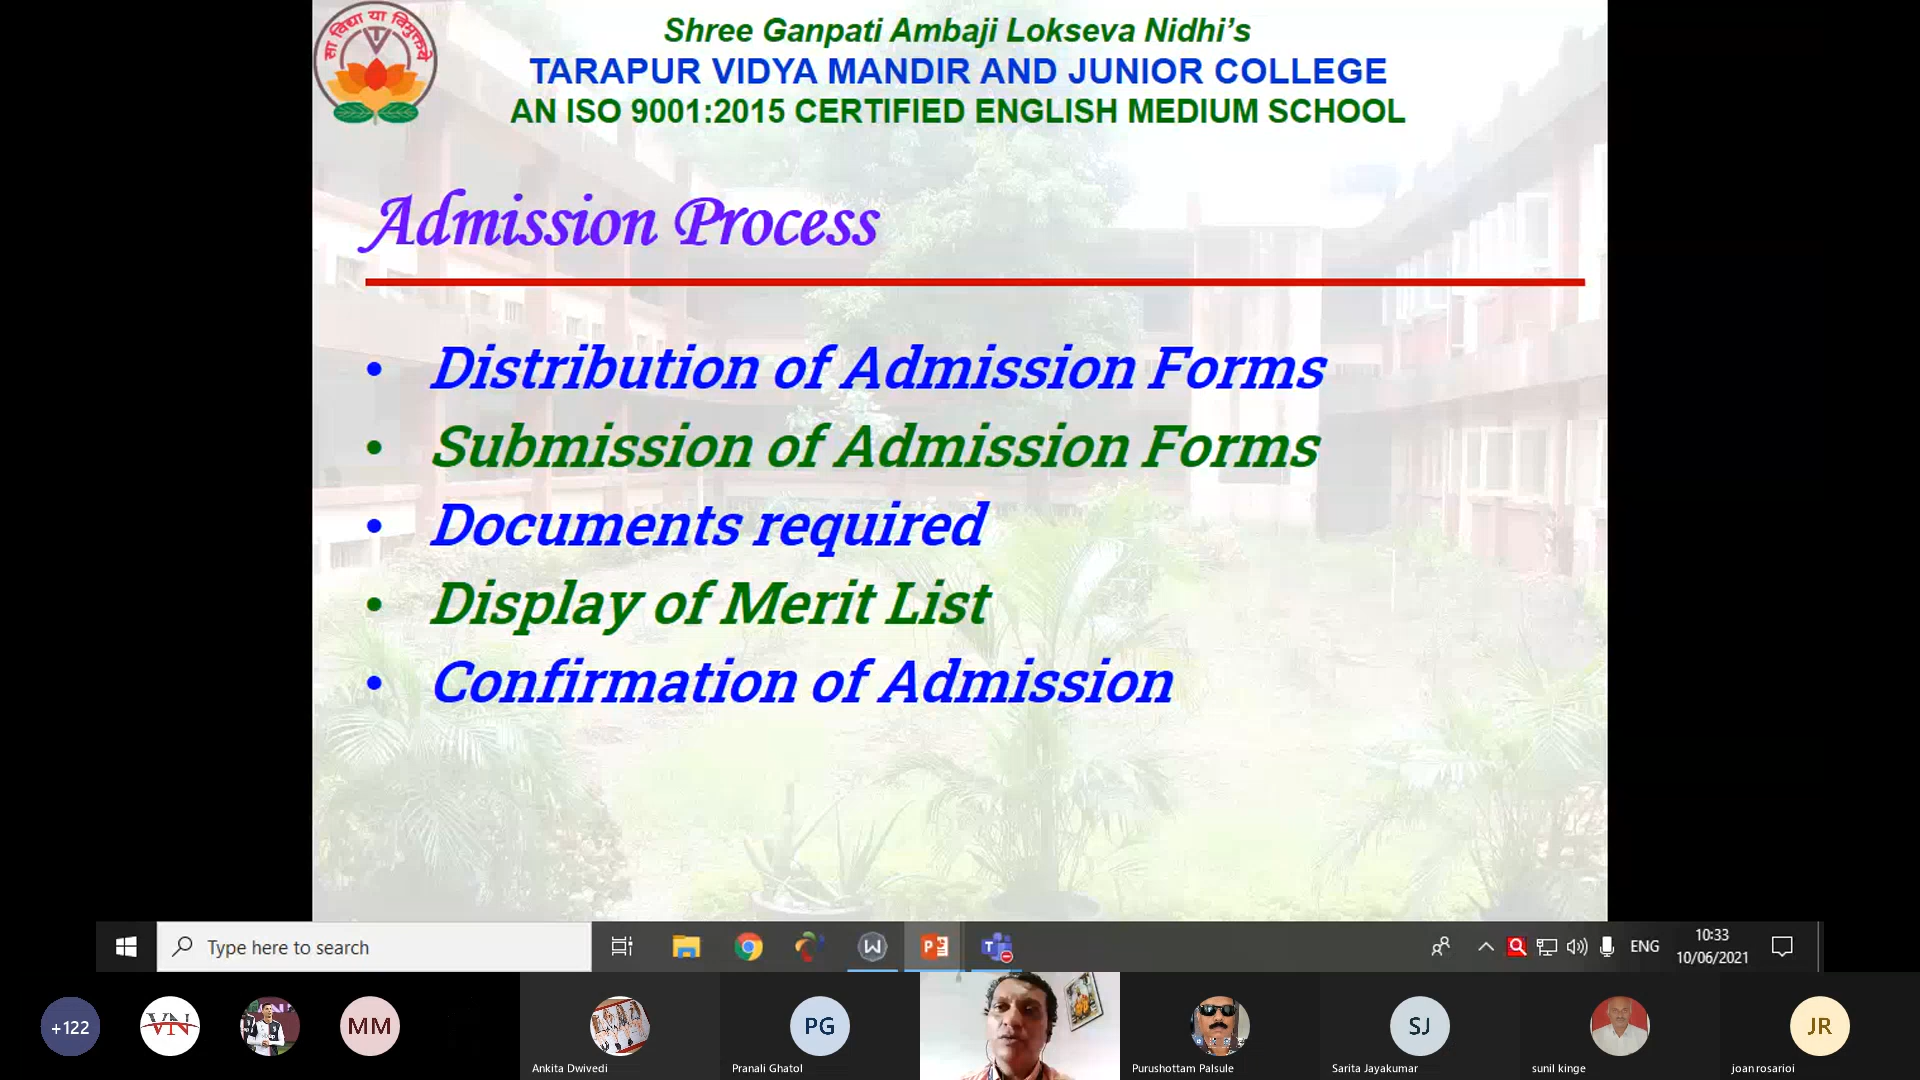 सा विद्या या विमुक्तये
Shree Ganpati Ambaji Lokseva Nidhi’s
TARAPUR VIDYA MANDIR AND JUNIOR COLLEGE
AN ISO 9001:2015 CERTIFIED ENGLISH MEDIUM SCHOOL
Admission Process
• Distribution of Admission Forms
• Submission of Admission Forms
• Documents required
• Display of Merit List
• Confirmation of Admission
Type here to search
ENG
10:33
10/06/2021
+122
VN
MM
PG
SJ
JR
Ankita Dwivedi
Pranali Ghatol
Purushottam Palsule
Sarita Jayakumar
sunil kinge
joan rosarioi